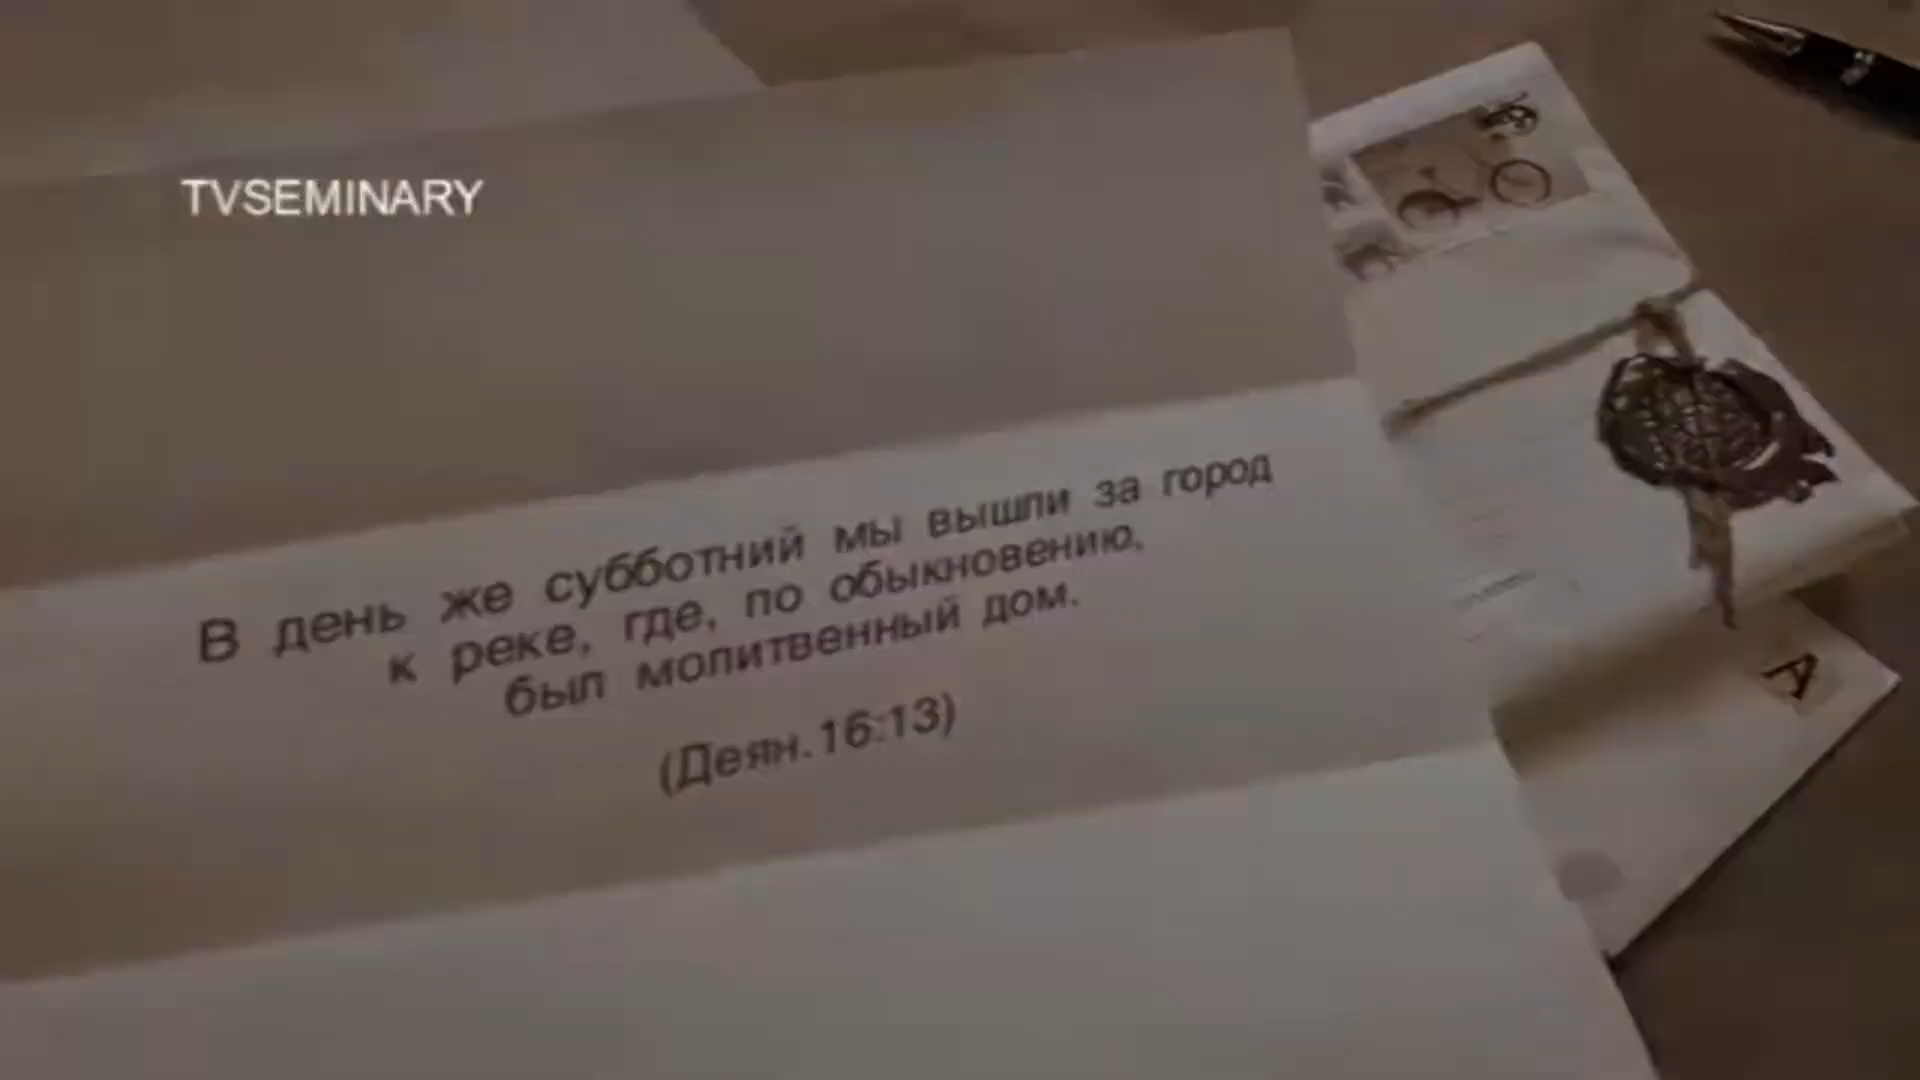 TVSEMINARY
В день же субботний мы вышли за город
к реке, где, по обыкновению,
был молитвенный дом.
(Деян.16:13)
A